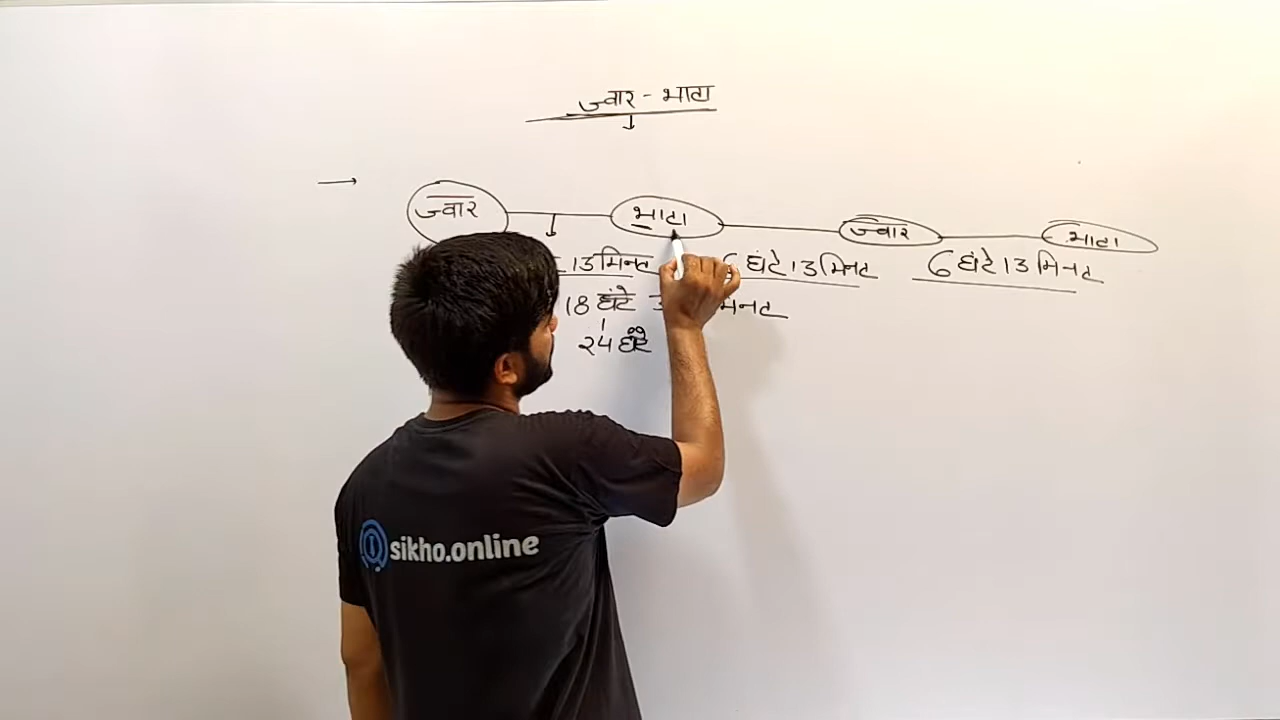 ज्वार - भाटा
ज्वार भाटा ज्वार भाटा
13 मिनट 6 घंटे 13 मिनट 6 घंटे 13 मिनट
18 घंटे
24 घंटे
sikho.online